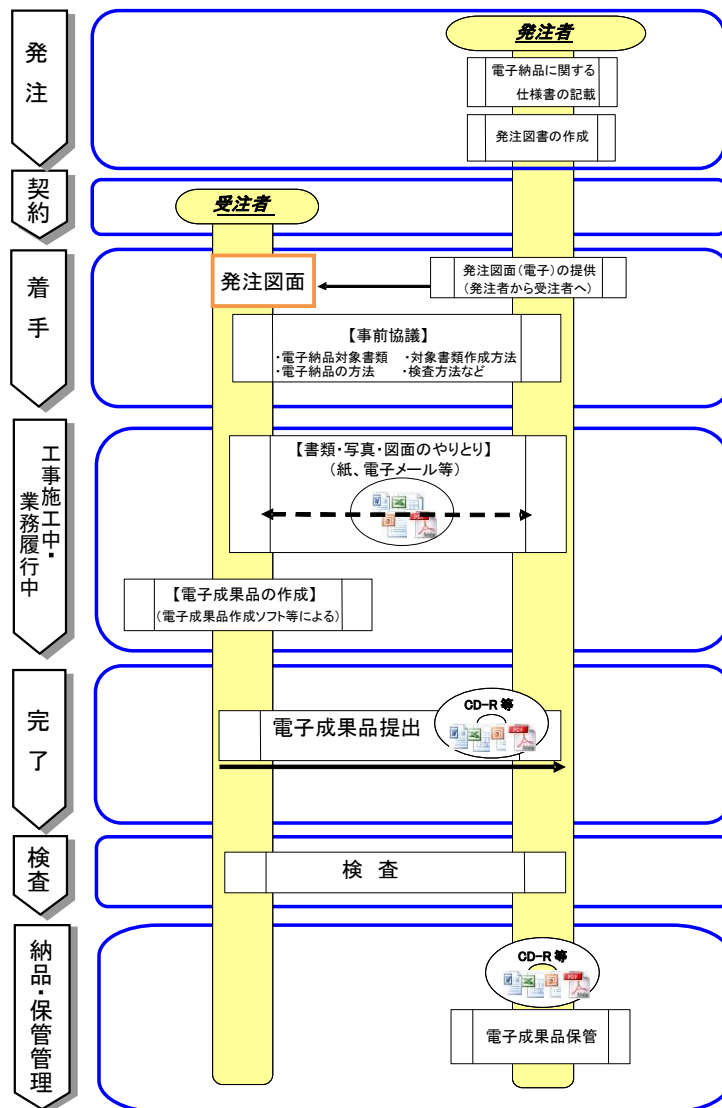 発注
発注者
電子納品に関する
仕様書の記載
発注図書の作成
契約
受注者
着手
発注図面
発注図面(電子)の提供
(発注者から受注者へ)
【事前協議】
・電子納品対象書類 ・対象書類作成方法
・電子納品の方法 ・検査方法など
工事施工中・
業務履行中
【書類・写真・図面のやりとり】
(紙、電子メール等)
【電子成果品の作成】
(電子成果品作成ソフト等による)
完了
CD-R 等
PDF
電子成果品提出
検査
検 査
納品・保管管理
CD-R 等
PDF
電子成果品保管